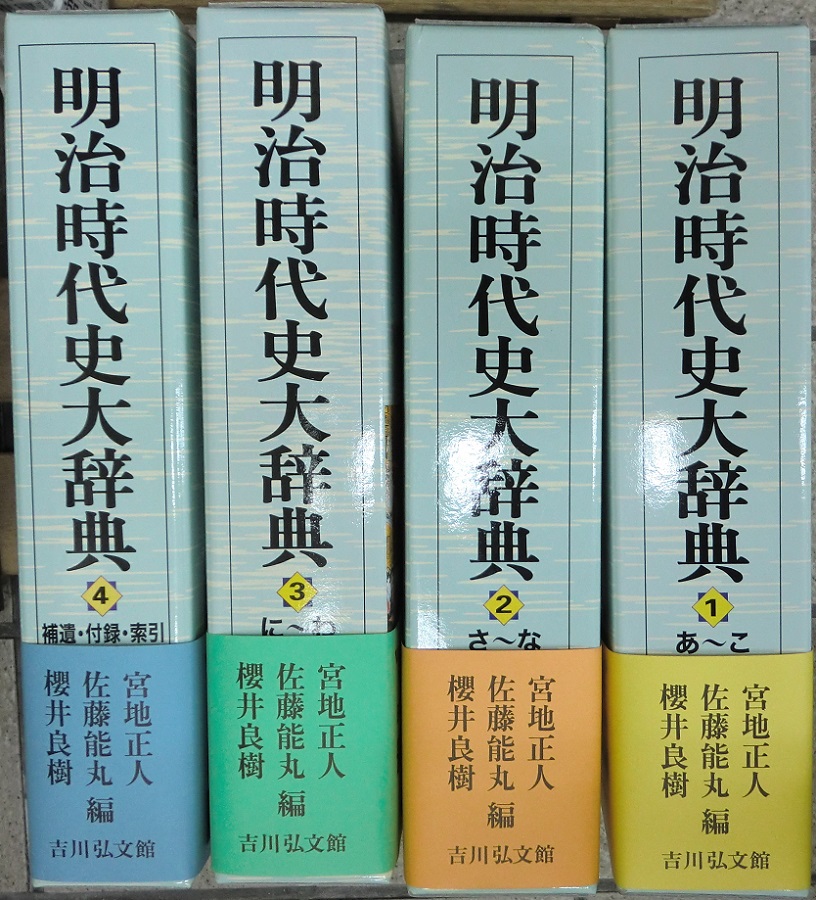 明治時代史大辞典
1
あ〜こ
宮地正人
佐藤能丸 編
櫻井良樹
吉川弘文館
明治時代史大辞典
2
さ〜な
宮地正人
佐藤能丸 編
櫻井良樹
吉川弘文館
明治時代史大辞典
3
に〜わ
宮地正人
佐藤能丸 編
櫻井良樹
吉川弘文館
明治時代史大辞典
4
補遺・付録・索引
宮地正人
佐藤能丸 編
櫻井良樹
吉川弘文館